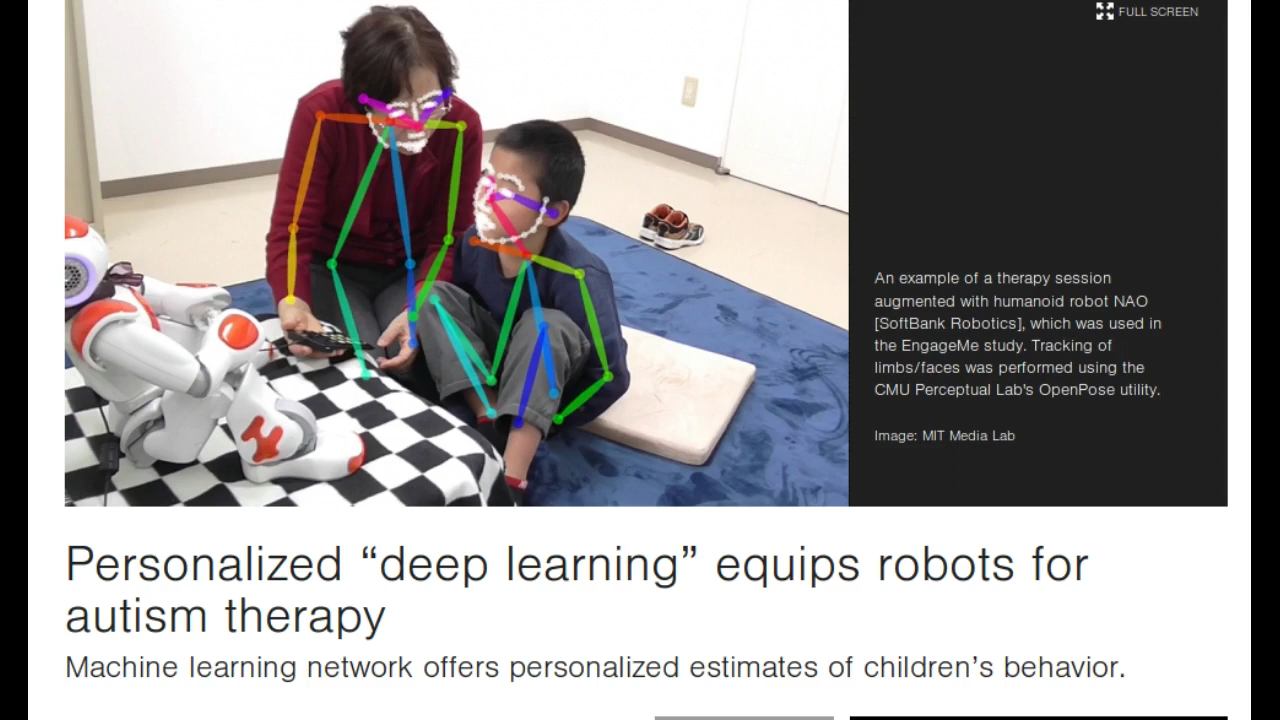 FULL SCREEN
An example of a therapy session
augmented with humanoid robot NAO
[SoftBank Robotics], which was used in
the EngageMe study. Tracking of
limbs/faces was performed using the
CMU Perceptual Lab's OpenPose utility.
Image: MIT Media Lab
Personalized “deep learning” equips robots for
autism therapy
Machine learning network offers personalized estimates of children’s behavior.